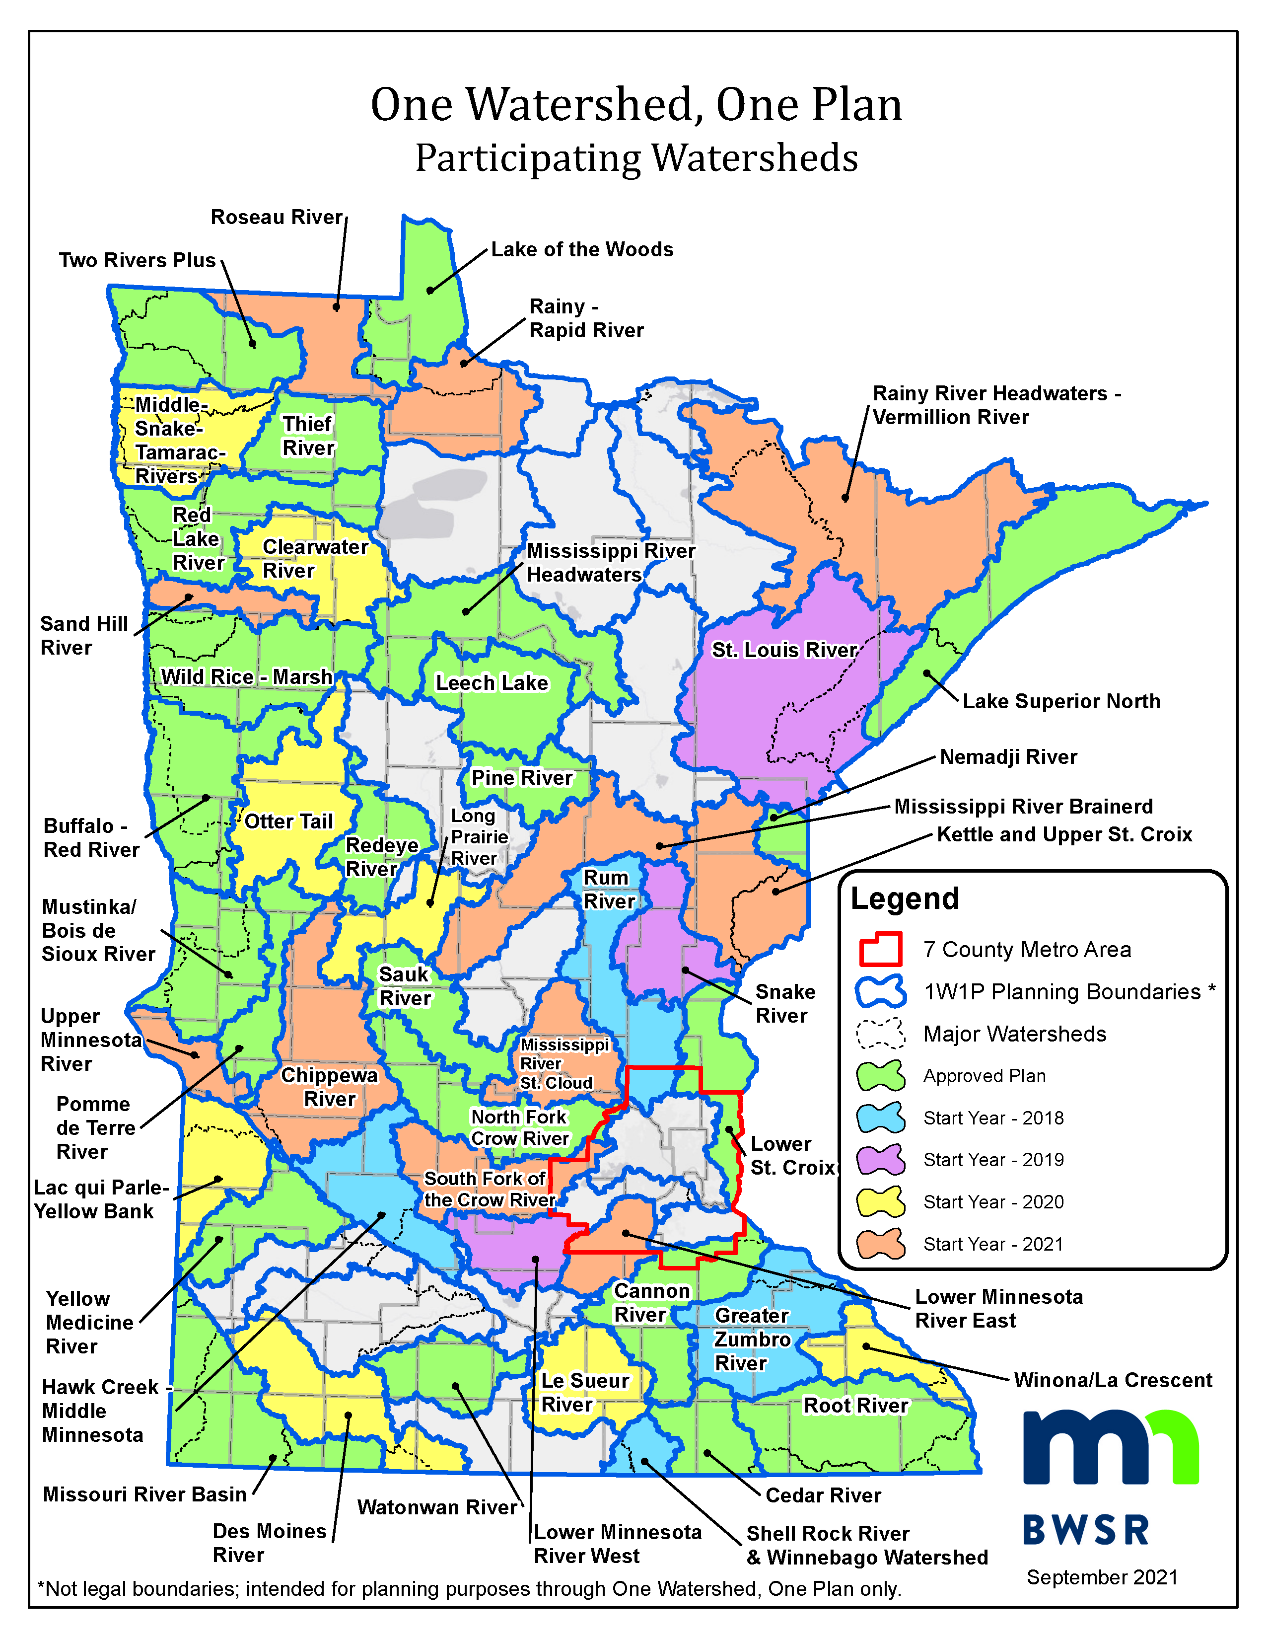 One Watershed, One Plan
Participating Watersheds
Roseau River
Two Rivers Plus
Lake of the Woods
Rainy -
Rapid River
Rainy River Headwaters -
Vermillion River
Middle-
Snake-
Tamarac-
Rivers
Thief
River
Red
Lake
River
Clearwater
River
Mississippi River
Headwaters
Sand Hill
River
Wild Rice - Marsh
Leech Lake
St. Louis River
Lake Superior North
Nemadji River
Pine River
Mississippi River Brainerd
Kettle and Upper St. Croix
Buffalo -
Red River
Otter Tail
Redeye
River
Long
Prairie
River
Rum
River
Mustinka/
Bois de
Sioux River
Sauk
River
Snake
River
Upper
Minnesota
River
Chippewa
River
Mississippi
River
St. Cloud
Pomme
de Terre
River
North Fork
Crow River
Lower
St. Croix
South Fork of
the Crow River
Lac qui Parle-
Yellow Bank
Yellow
Medicine
River
Cannon
River
Greater
Zumbro
River
Lower Minnesota
River East
Winona/La Crescent
Hawk Creek -
Middle
Minnesota
Le Sueur
River
Root River
Missouri River Basin
Des Moines
River
Watonwan River
Lower Minnesota
River West
Cedar River
Shell Rock River
& Winnebago Watershed
Legend
7 County Metro Area
1W1P Planning Boundaries *
Major Watersheds
Approved Plan
Start Year - 2018
Start Year - 2019
Start Year - 2020
Start Year - 2021
mn
BWSR
September 2021
*Not legal boundaries; intended for planning purposes through One Watershed, One Plan only.